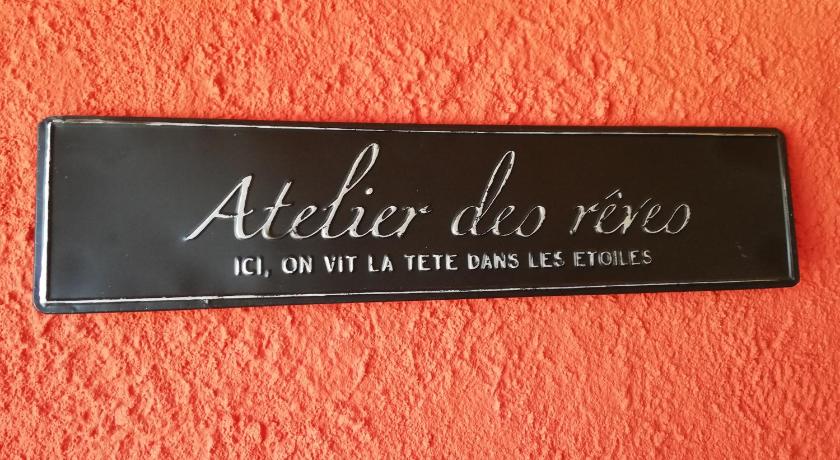 Atelier des rêves
ICI, ON VIT LA TETE DANS LES ETOILES